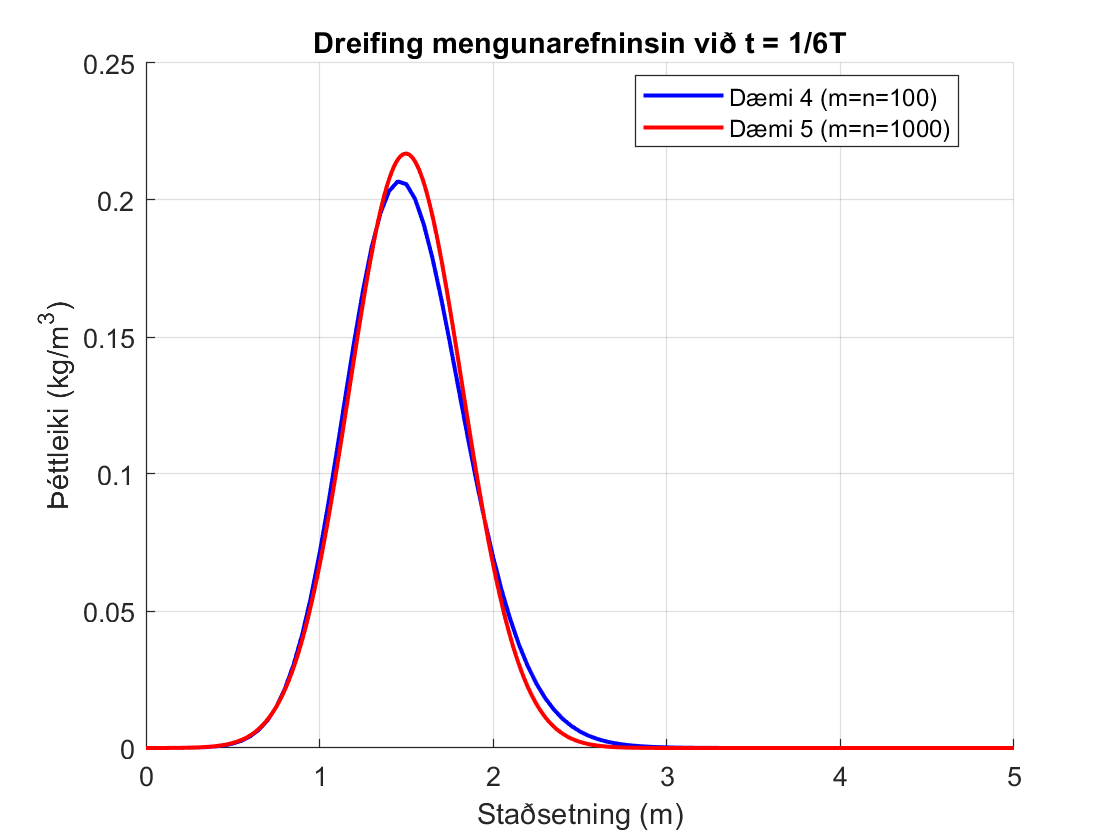 Dreifing mengunarefninsin við t = 1/6T
0.25
Dæmi 4 (m=n=100)
Dæmi 5 (m=n=1000)
0.2
0.15
0.1
0.05
0
Þéttleiki (kg/m³)
0 1 2 3 4 5
Staðsetning (m)